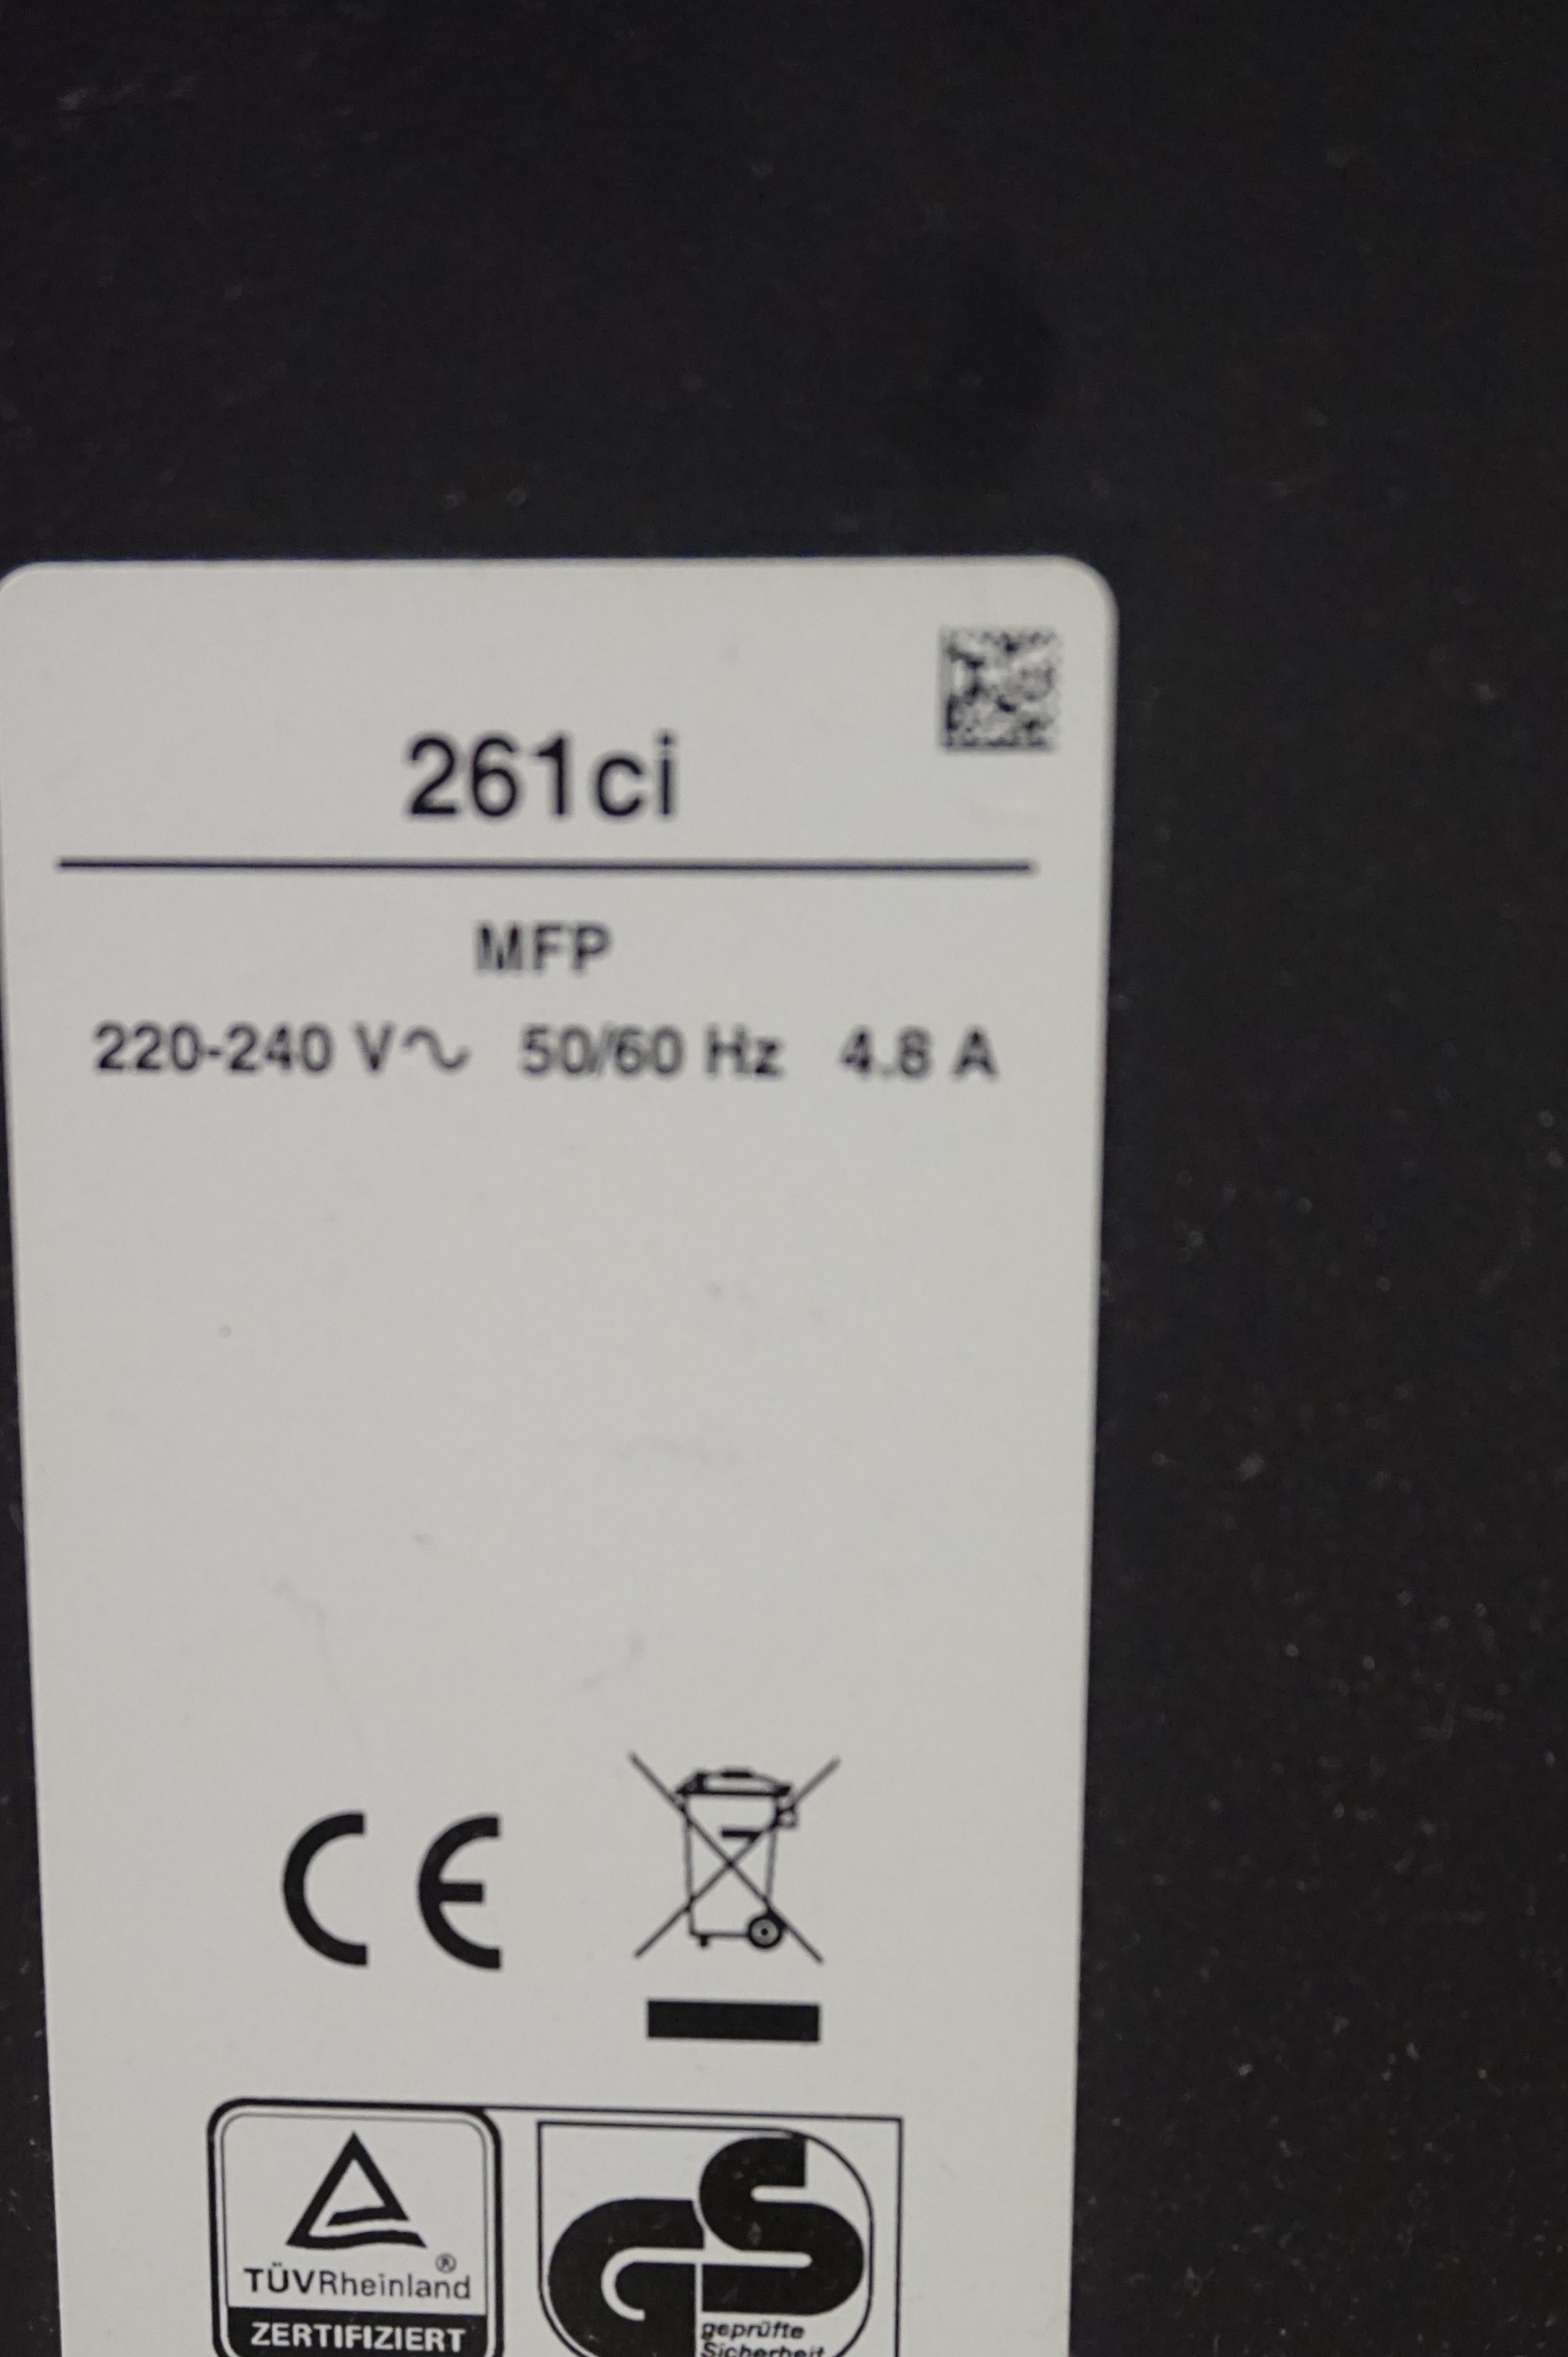 261ci
MFP
220-240 V~ 50/60 Hz 4.8 A
CE
TÜVRheinland®
ZERTIFIZIERT
GS
geprüfte
Sicherheit